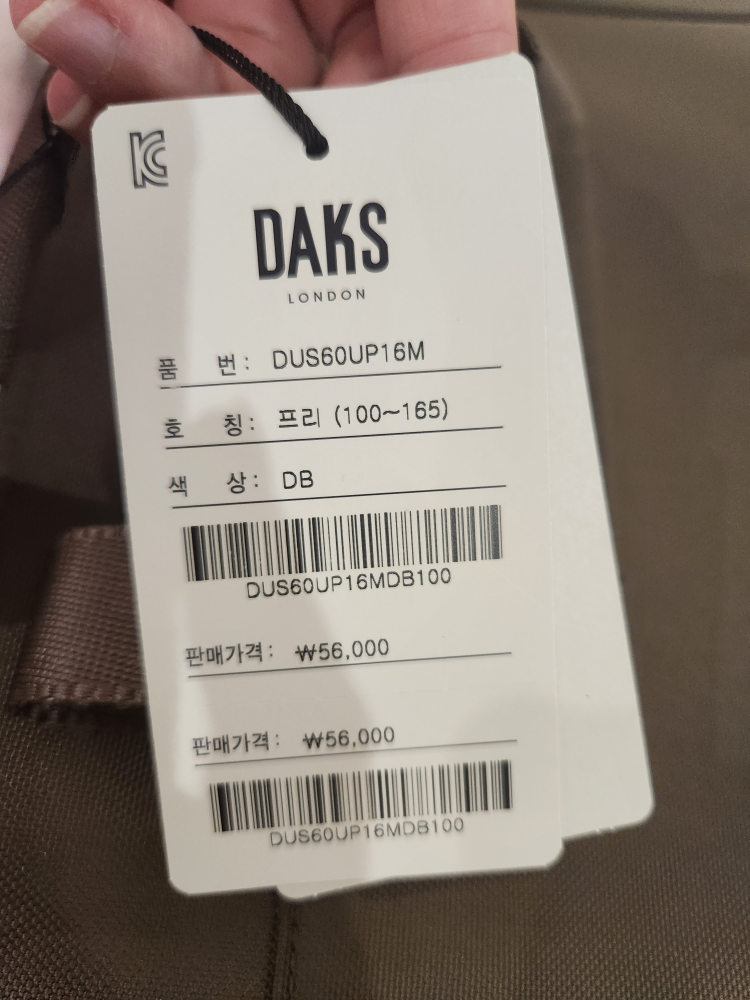 KC
DAKS
LONDON
품 번: DUS60UP16M
호 칭: 프리 (100~165)
색 상: DB
DUS60UP16MDB100
판매가격: ₩56,000
판매가격: ₩56,000
DUS60UP16MDB100